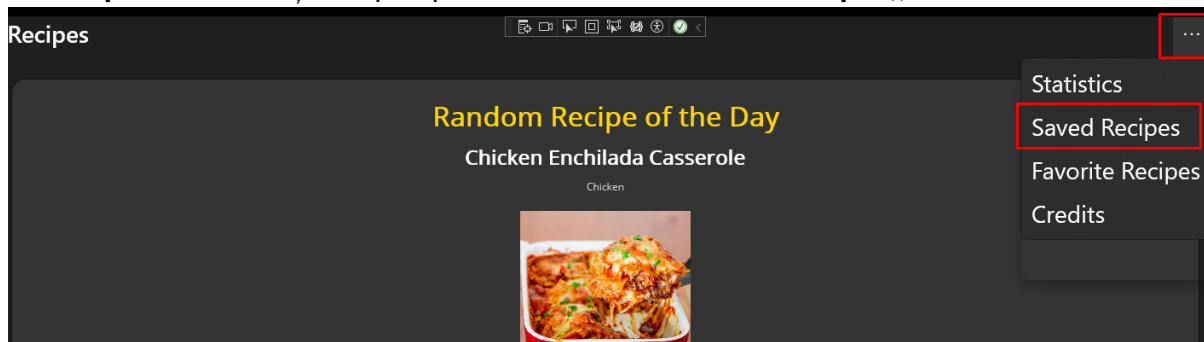 Recipes
...
Statistics
Saved Recipes
Favorite Recipes
Credits
Random Recipe of the Day
Chicken Enchilada Casserole
Chicken